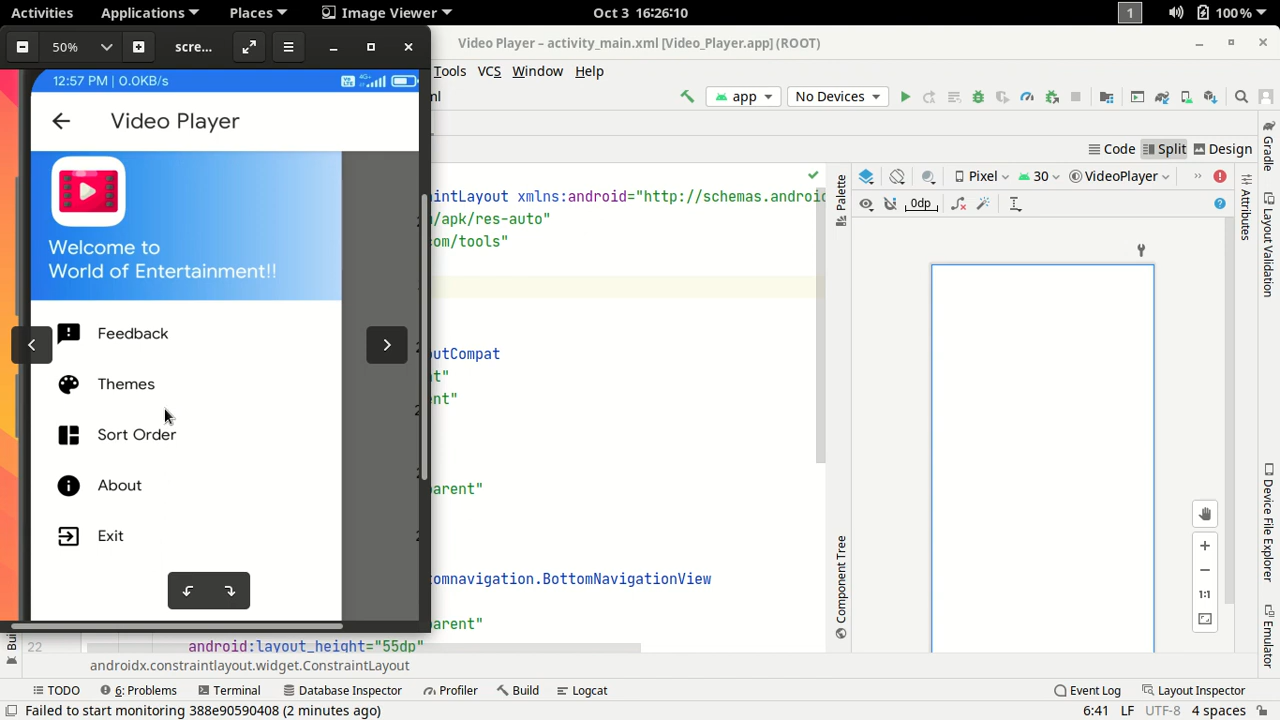 Activities Applications Places Image Viewer Oct 3 16:26:10 1 100%
50% scre...
Video Player – activity_main.xml [Video_Player.app] (ROOT)
Tools VCS Window Help
ml app No Devices
12:57 PM | 0.0KB/s 4G+
Video Player
Code Split Design
Pixel 30 VideoPlayer
0dp
Palette
Attributes
Gradle
Layout Validation
intLayout xmlns:android="http://schemas.android
/apk/res-auto"
com/tools"
Welcome to
World of Entertainment!!
Feedback
Themes
Sort Order
About
Exit
outCompat
t"
ent"
parent"
tomnavigation.BottomNavigationView
parent"
22 android:layout_height="55dp"
androidx.constraintlayout.widget.ConstraintLayout
Component Tree
Device File Explorer
Emulator
1:1
TODO 6: Problems Terminal Database Inspector Profiler Build Logcat Event Log Layout Inspector
Failed to start monitoring 388e90590408 (2 minutes ago) 6:41 LF UTF-8 4 spaces